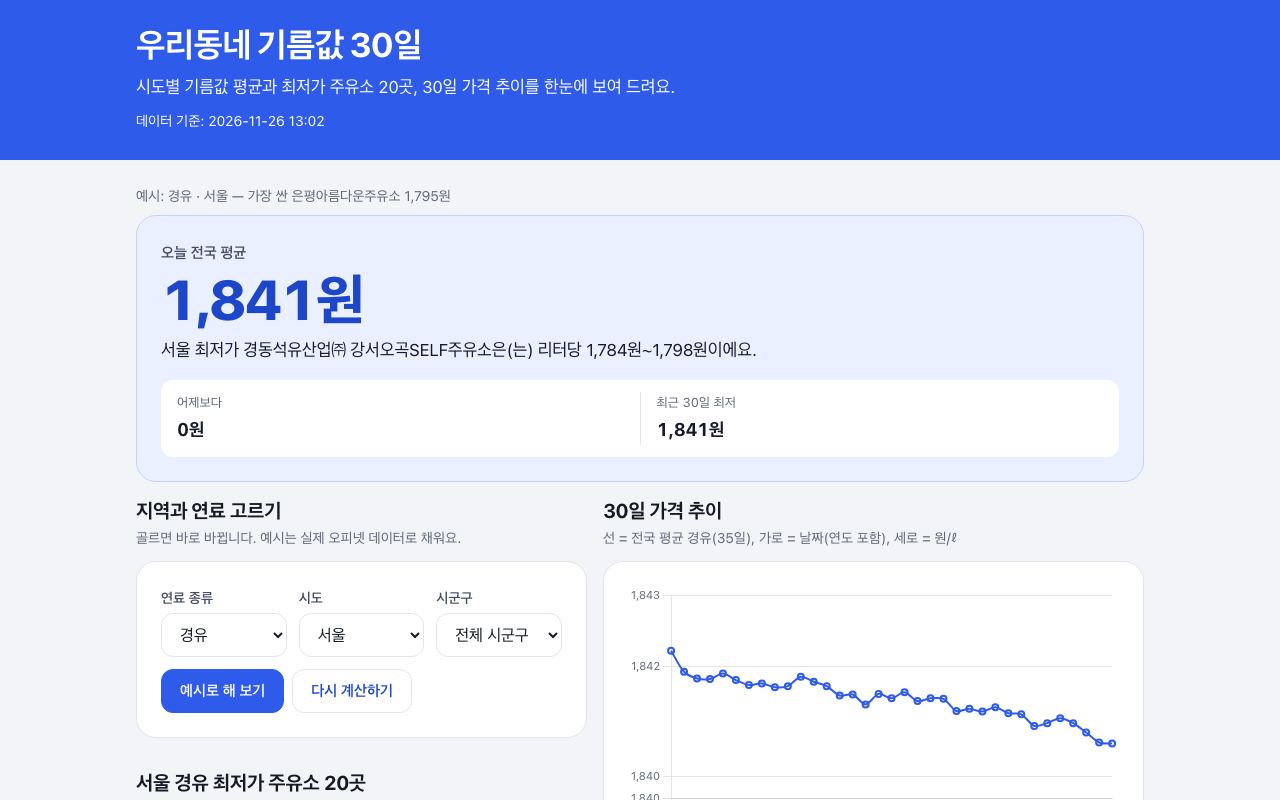 우리동네 기름값 30일
시도별 기름값 평균과 최저가 주유소 20곳, 30일 가격 추이를 한눈에 보여 드려요.
데이터 기준: 2026-11-26 13:02
예시: 경유 · 서울 — 가장 싼 은평아름다운주유소 1,795원
오늘 전국 평균
1,841원
서울 최저가 경동석유산업㈜ 강서오곡SELF주유소은(는) 리터당 1,784원~1,798원이에요.
어제보다
0원
최근 30일 최저
1,841원
지역과 연료 고르기
골르면 바로 바뀝니다. 예시는 실제 오피넷 데이터로 채워요.
연료 종류 시도 시군구
경유 서울 전체 시군구
예시로 해 보기 다시 계산하기
서울 경유 최저가 주유소 20곳
30일 가격 추이
선 = 전국 평균 경유(35일), 가로 = 날짜(연도 포함), 세로 = 원/ℓ
1,843
1,842
1,840
1,840